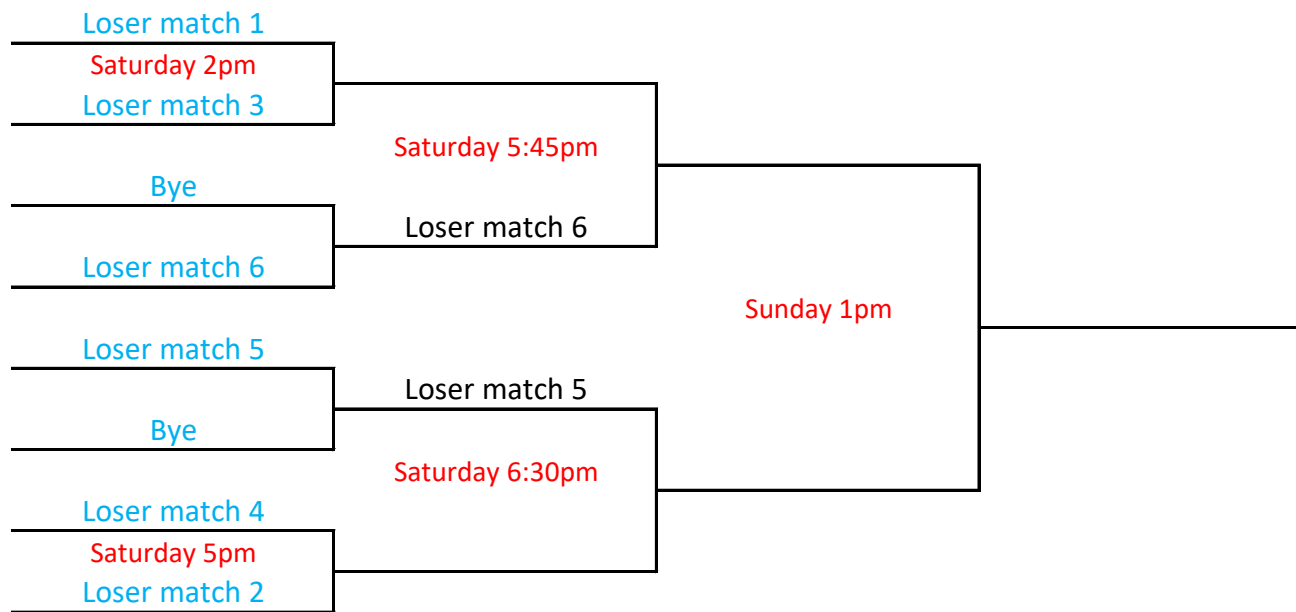 Loser match 1
Saturday 2pm
Loser match 3
Saturday 5:45pm
Bye
Loser match 6
Loser match 6
Sunday 1pm
Loser match 5
Loser match 5
Bye
Saturday 6:30pm
Loser match 4
Saturday 5pm
Loser match 2